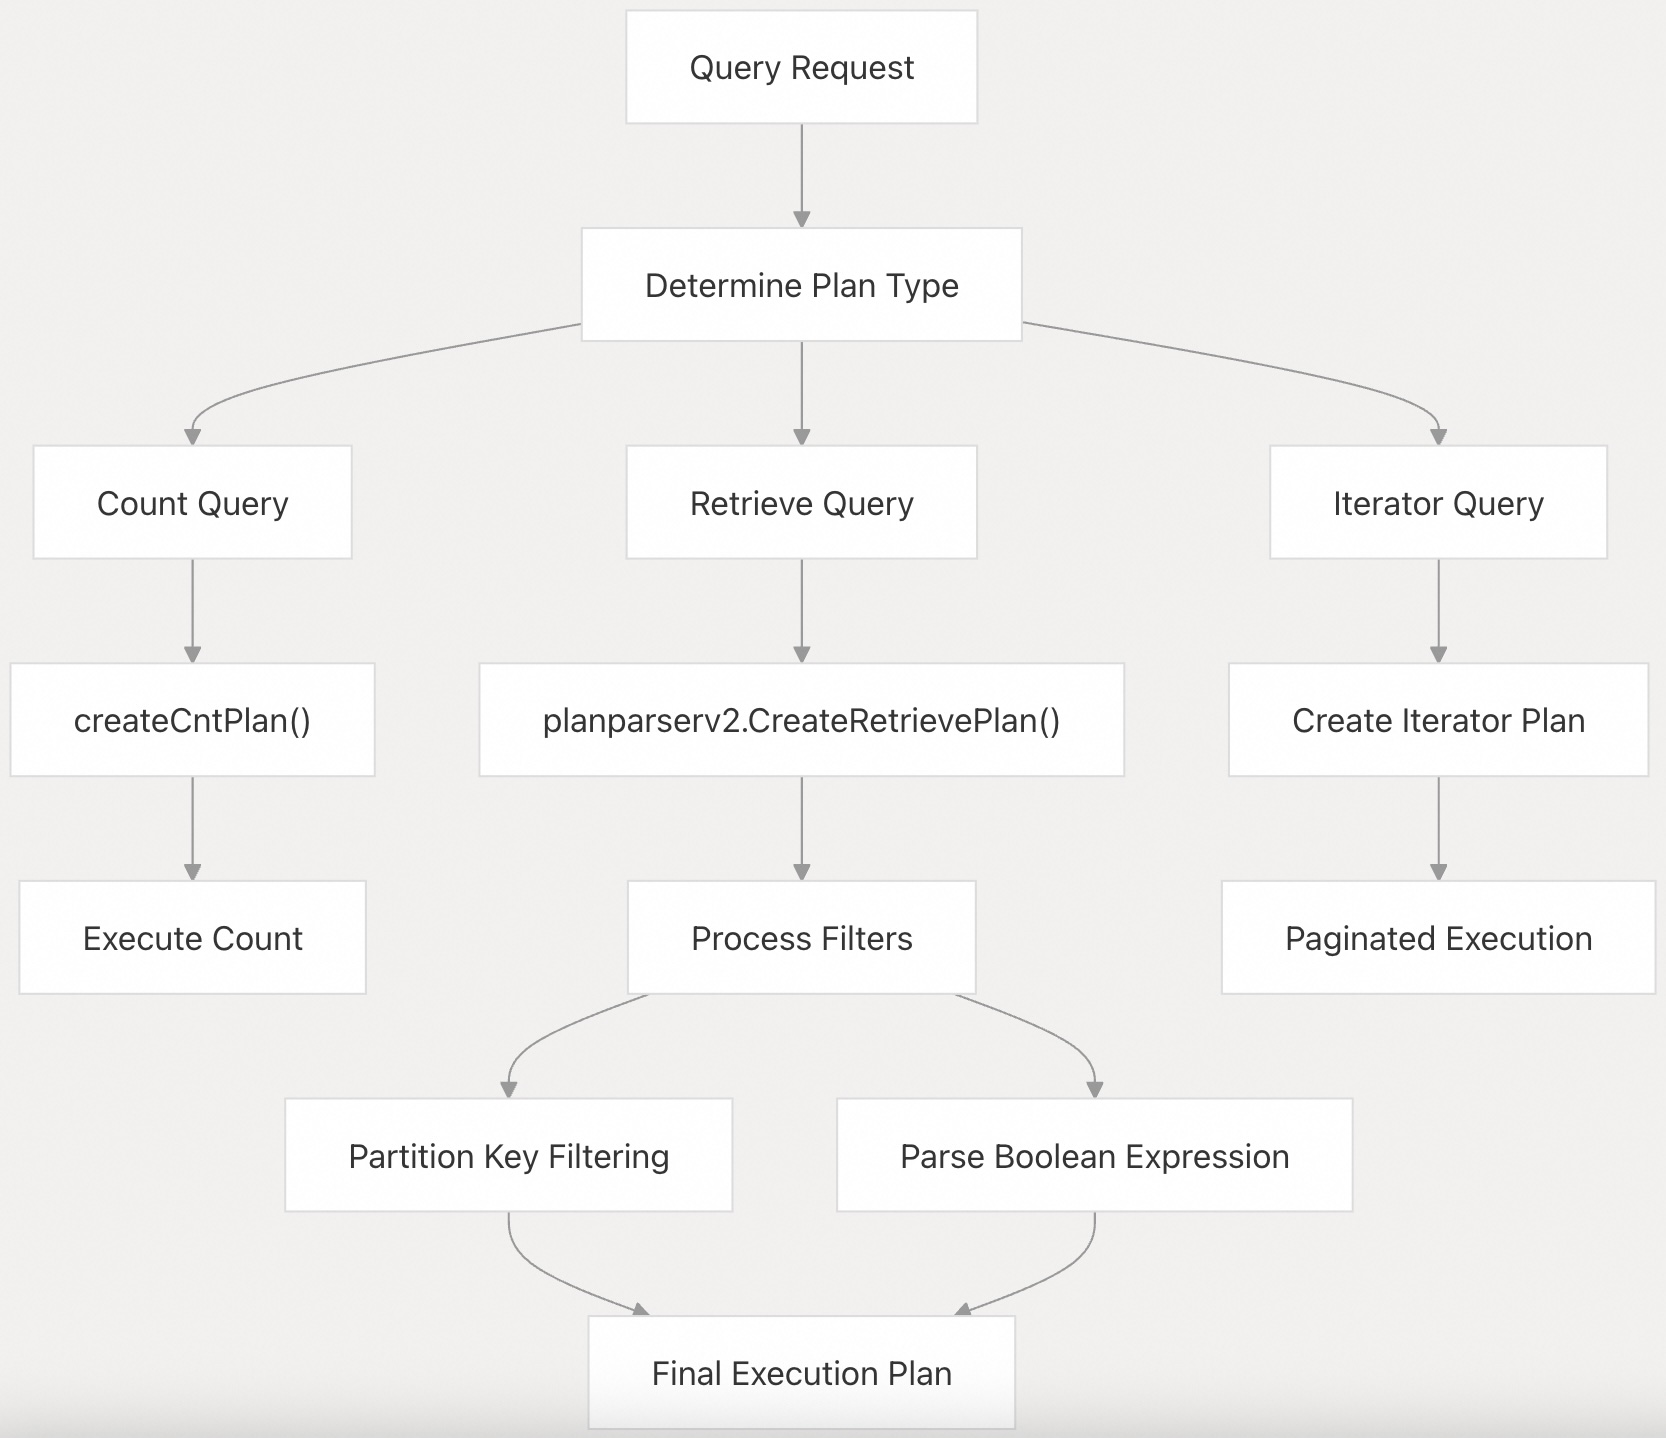 Query Request
Determine Plan Type
Count Query
Retrieve Query
Iterator Query
createCntPlan()
planparserv2.CreateRetrievePlan()
Create Iterator Plan
Execute Count
Process Filters
Paginated Execution
Partition Key Filtering
Parse Boolean Expression
Final Execution Plan